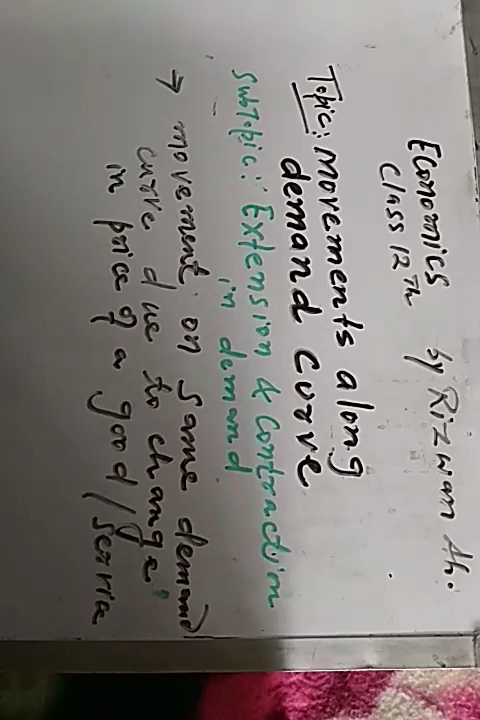 Economics by Rizwan Ah.
Class 12Th
Topic: Movements along
demand curve
SubTopic: Extension & contraction
in demand
→ movement on same demand
curve due to change
in price of a good/